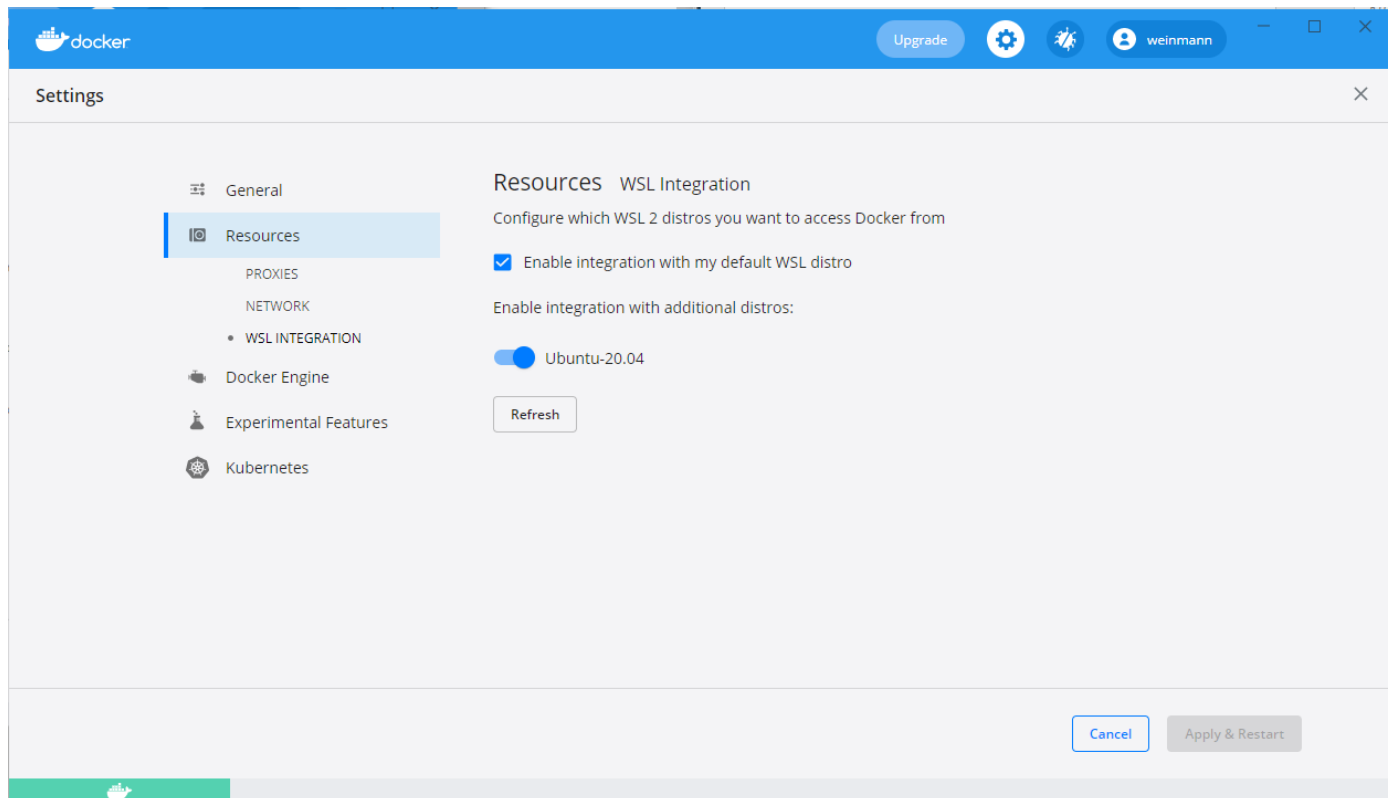 docker
Upgrade
weinmann
Settings
General
Resources
PROXIES
NETWORK
WSL INTEGRATION
Docker Engine
Experimental Features
Kubernetes
Resources WSL Integration
Configure which WSL 2 distros you want to access Docker from
Enable integration with my default WSL distro
Enable integration with additional distros:
Ubuntu-20.04
Refresh
Cancel
Apply & Restart